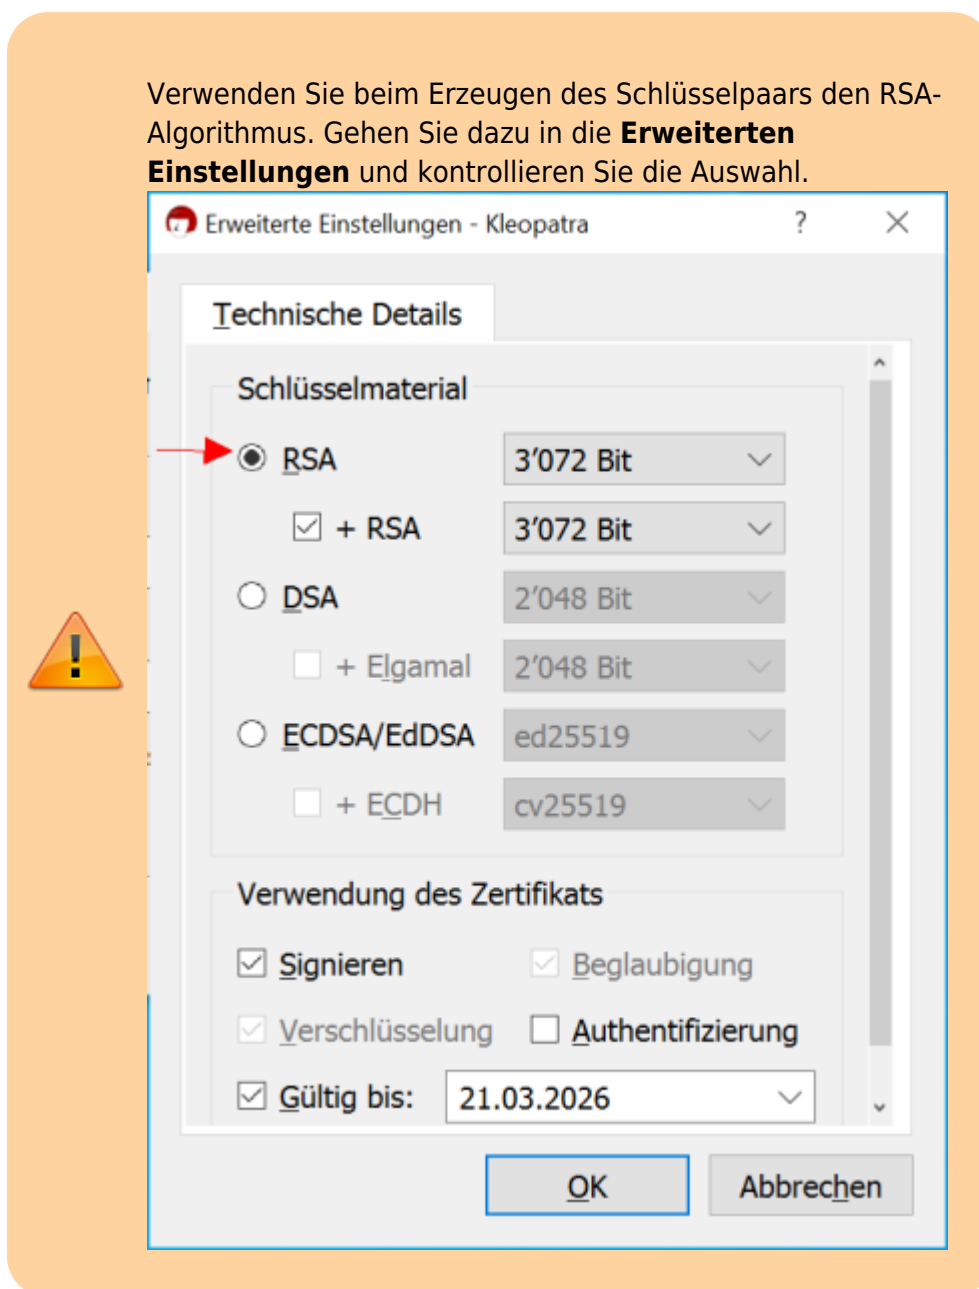 Verwenden Sie beim Erzeugen des Schlüsselpaars den RSA-
Algorithmus. Gehen Sie dazu in die Erweiterten
Einstellungen und kontrollieren Sie die Auswahl.
Erweiterte Einstellungen - Kleopatra ?
Technische Details
Schlüsselmaterial
RSA 3’072 Bit
+ RSA 3’072 Bit
DSA 2’048 Bit
+ Elgamal 2’048 Bit
ECDSA/EdDSA ed25519
+ ECDH cv25519
Verwendung des Zertifikats
Signieren Beglaubigung
Verschlüsselung Authentifizierung
Gültig bis: 21.03.2026
OK Abbrechen